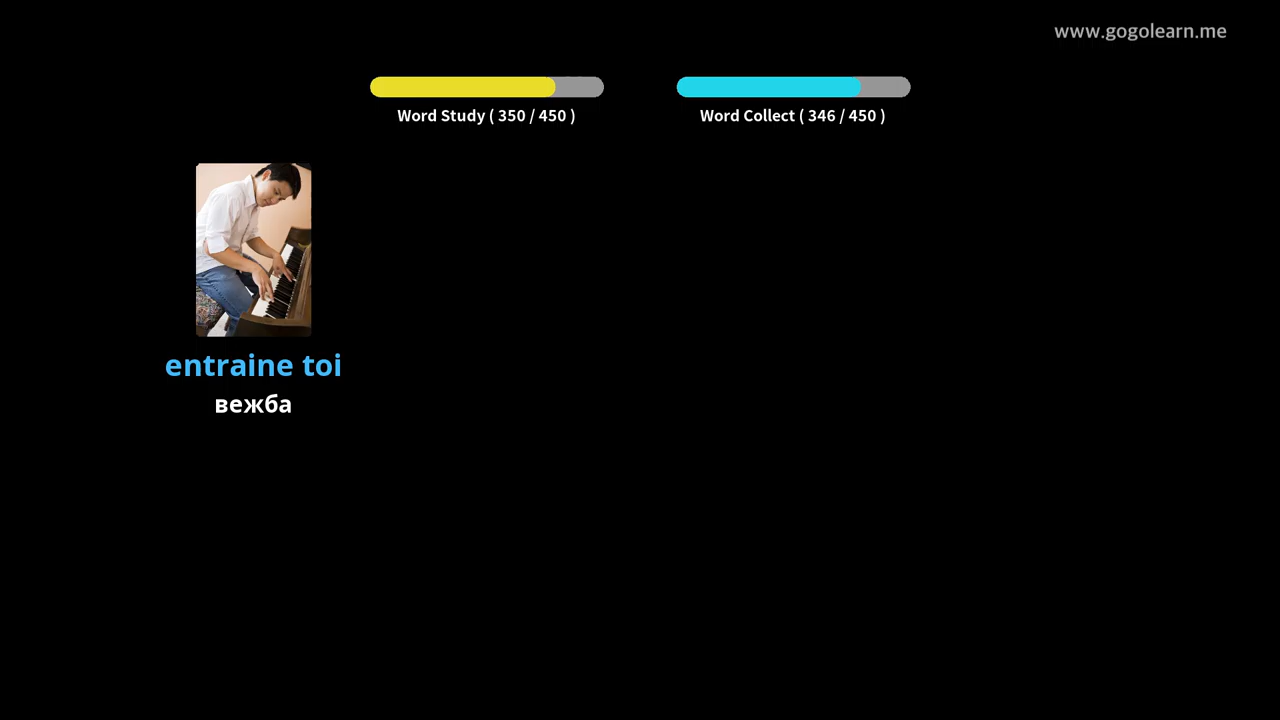 www.gogolearn.me
Word Study ( 350 / 450 )
Word Collect ( 346 / 450 )
entraine toi
вежба